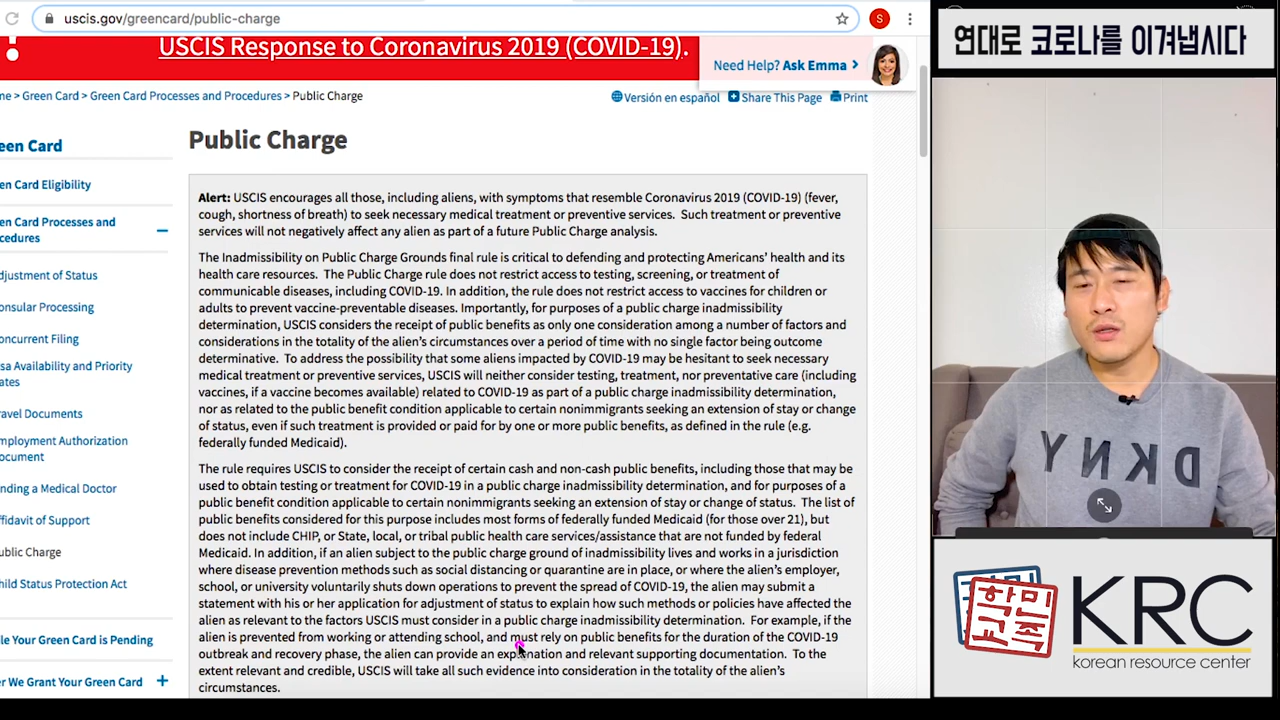 uscis.gov/greencard/public-charge
S
USCIS Response to Coronavirus 2019 (COVID-19).
Need Help? Ask Emma
me > Green Card > Green Card Processes and Procedures > Public Charge
Versión en español Share This Page Print
een Card
Public Charge
en Card Eligibility
en Card Processes and
cedures
djustment of Status
onsular Processing
oncurrent Filing
sa Availability and Priority
ates
ravel Documents
mployment Authorization
ocument
nding a Medical Doctor
ffidavit of Support
ublic Charge
hild Status Protection Act
le Your Green Card is Pending
er We Grant Your Green Card
Alert: USCIS encourages all those, including aliens, with symptoms that resemble Coronavirus 2019 (COVID-19) (fever,
cough, shortness of breath) to seek necessary medical treatment or preventive services. Such treatment or preventive
services will not negatively affect any alien as part of a future Public Charge analysis.
The Inadmissibility on Public Charge Grounds final rule is critical to defending and protecting Americans' health and its
health care resources. The Public Charge rule does not restrict access to testing, screening, or treatment of
communicable diseases, including COVID-19. In addition, the rule does not restrict access to vaccines for children or
adults to prevent vaccine-preventable diseases. Importantly, for purposes of a public charge inadmissibility
determination, USCIS considers the receipt of public benefits as only one consideration among a number of factors and
considerations in the totality of the alien's circumstances over a period of time with no single factor being outcome
determinative. To address the possibility that some aliens impacted by COVID-19 may be hesitant to seek necessary
medical treatment or preventive services, USCIS will neither consider testing, treatment, nor preventative care (including
vaccines, if a vaccine becomes available) related to COVID-19 as part of a public charge inadmissibility determination,
nor as related to the public benefit condition applicable to certain nonimmigrants seeking an extension of stay or change
of status, even if such treatment is provided or paid for by one or more public benefits, as defined in the rule (e.g.
federally funded Medicaid).
The rule requires USCIS to consider the receipt of certain cash and non-cash public benefits, including those that may be
used to obtain testing or treatment for COVID-19 in a public charge inadmissibility determination, and for purposes of a
public benefit condition applicable to certain nonimmigrants seeking an extension of stay or change of status. The list of
public benefits considered for this purpose includes most forms of federally funded Medicaid (for those over 21), but
does not include CHIP, or State, local, or tribal public health care services/assistance that are not funded by federal
Medicaid. In addition, if an alien subject to the public charge ground of inadmissibility lives and works in a jurisdiction
where disease prevention methods such as social distancing or quarantine are in place, or where the alien's employer,
school, or university voluntarily shuts down operations to prevent the spread of COVID-19, the alien may submit a
statement with his or her application for adjustment of status to explain how such methods or policies have affected the
alien as relevant to the factors USCIS must consider in a public charge inadmissibility determination. For example, if the
alien is prevented from working or attending school, and must rely on public benefits for the duration of the COVID-19
outbreak and recovery phase, the alien can provide an explanation and relevant supporting documentation. To the
extent relevant and credible, USCIS will take all such evidence into consideration in the totality of the alien's
circumstances.
연대로 코로나를 이겨냅시다
DKNY
민학
교코
KRC
korean resource center